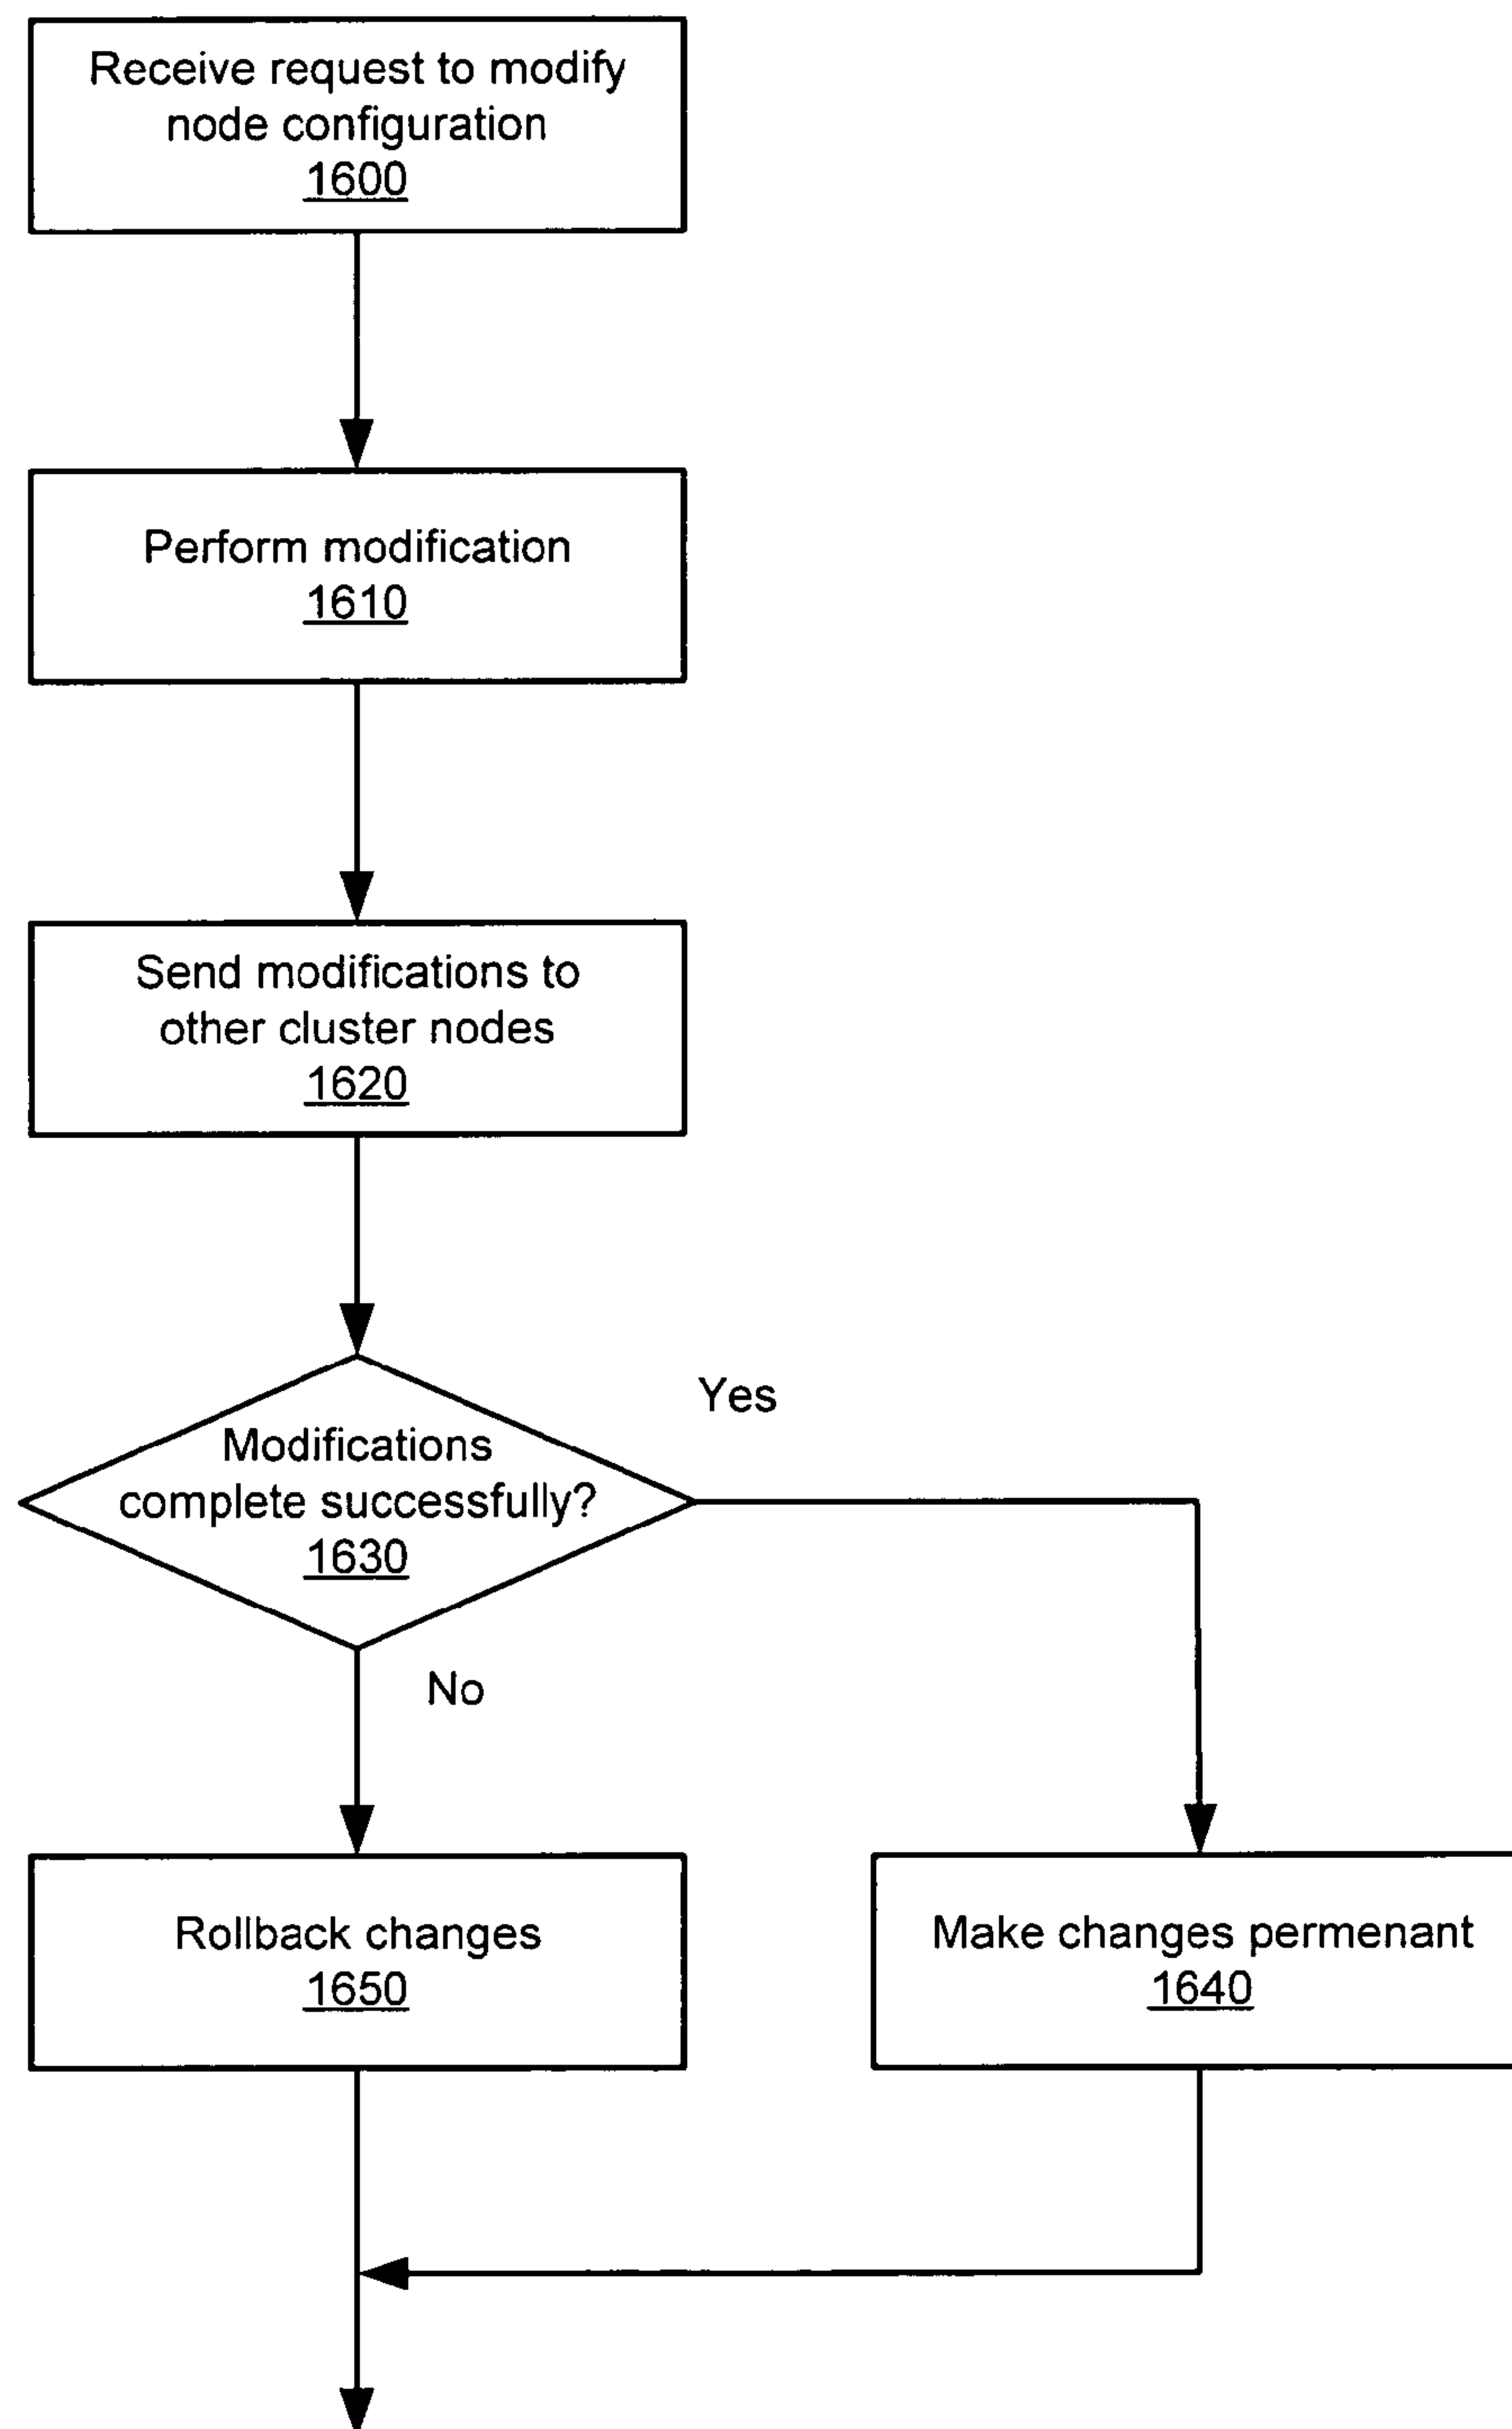 Receive request to modify
node configuration
1600
Perform modification
1610
Send modifications to
other cluster nodes
1620
Yes
Modifications
complete successfully?
1630
No
Rollback changes
1650
Make changes permenant
1640